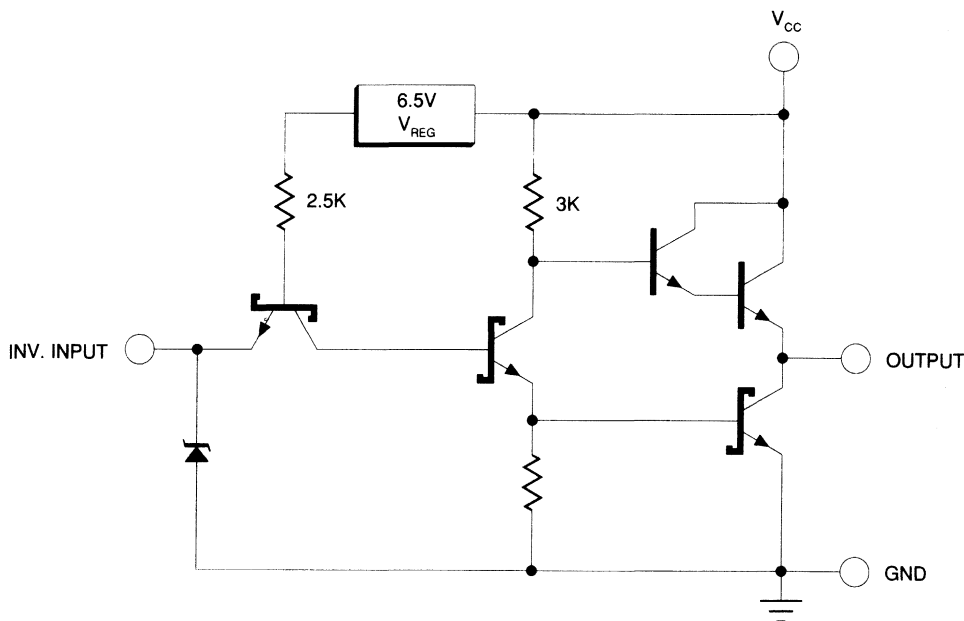 V_CC
6.5V
V_REG
2.5K
3K
INV. INPUT
OUTPUT
GND